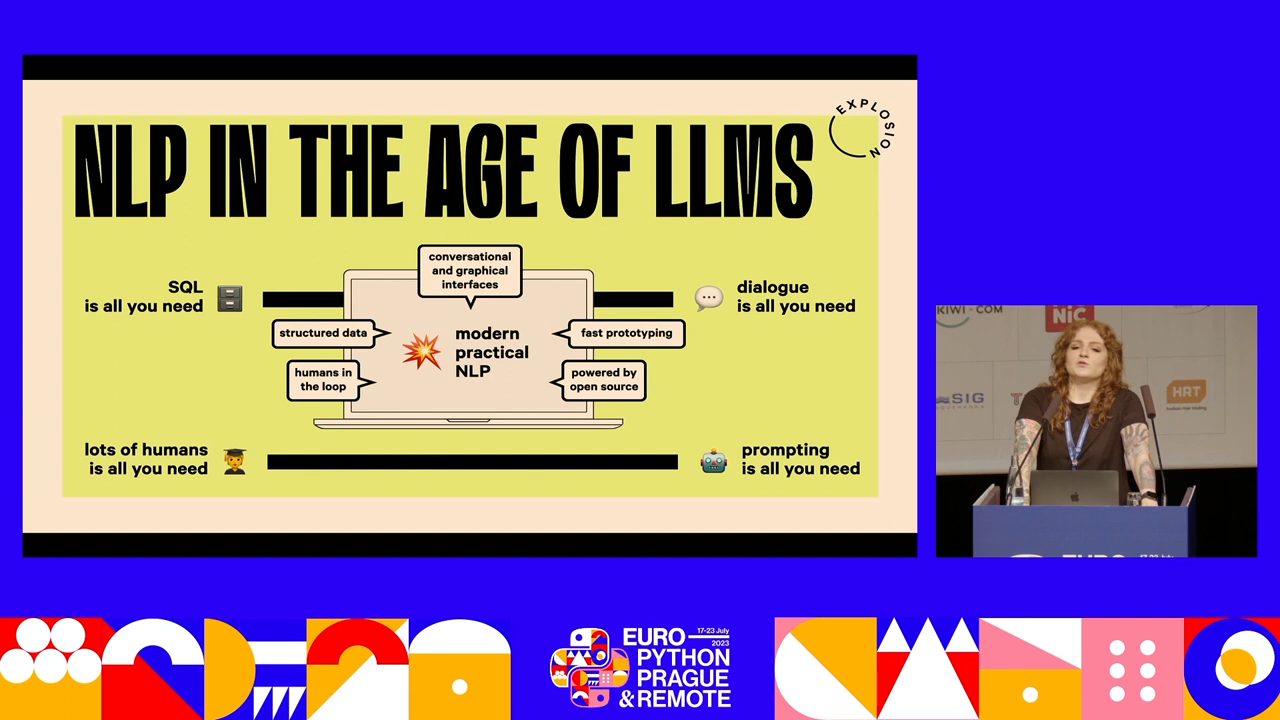 NLP IN THE AGE OF LLMS
EXPLOSION
conversational
and graphical
interfaces
SQL
is all you need
dialogue
is all you need
structured data
fast prototyping
modern
practical
NLP
humans in
the loop
powered by
open source
lots of humans
is all you need
prompting
is all you need
KIWI.COM
NiC
SIG
HRT
EURO
17-23 July
2023
PYTHON
PRAGUE
& REMOTE